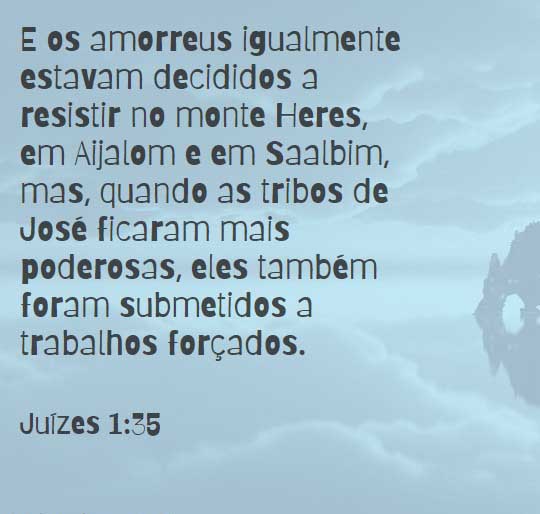 E os amorreus igualmente
estavam decididos a
resistir no monte Heres,
em Aijalom e em Saalbim,
mas, quando as tribos de
José ficaram mais
poderosas, eles também
foram submetidos a
trabalhos forçados.
Juízes 1:35